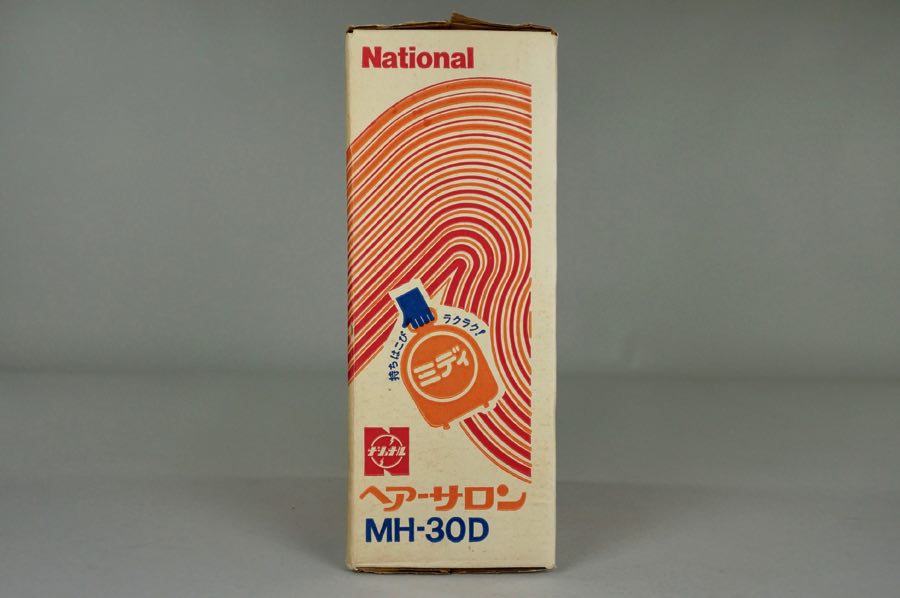 National
持ちはこび
ラクラク!
ミディ
ナショナル
ヘアーサロン
MH-30D